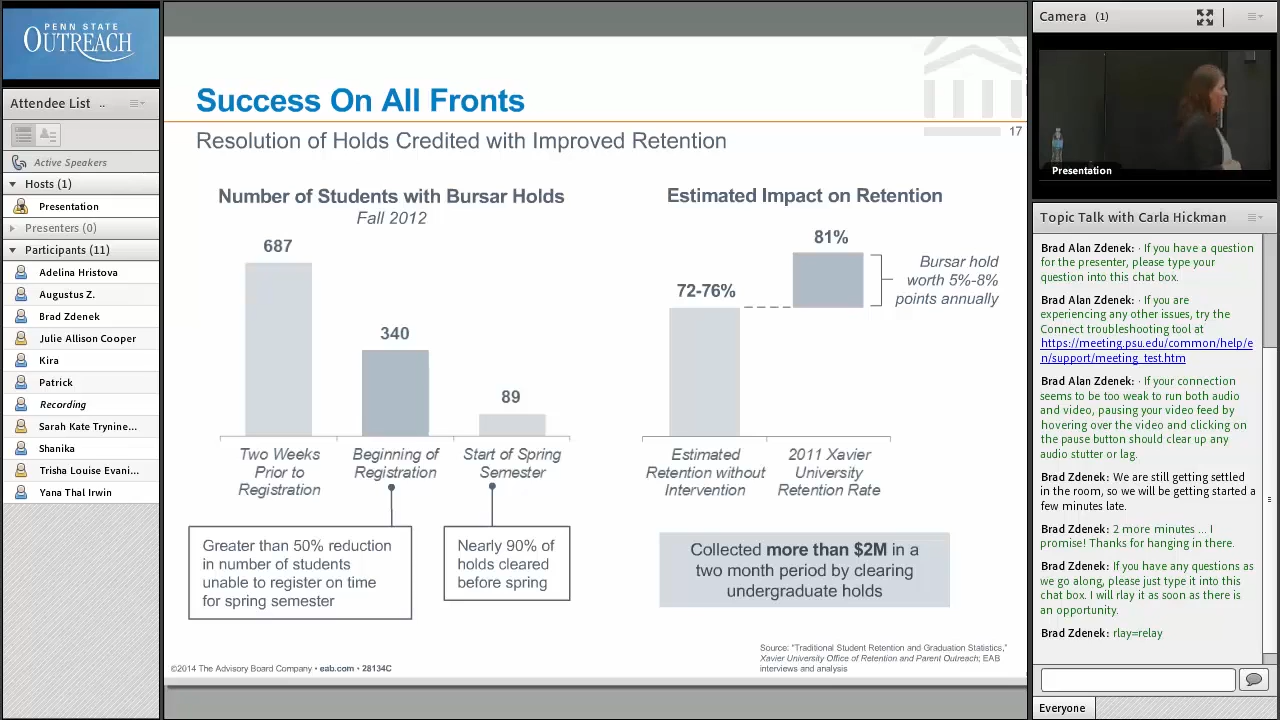 PENN STATE
OUTREACH
Attendee List ..
Active Speakers
Hosts (1)
Presentation
Presenters (0)
Participants (11)
Adelina Hristova
Augustus Z.
Brad Zdenek
Julie Allison Cooper
Kira
Patrick
Recording
Sarah Kate Trynine...
Shanika
Trisha Louise Evani...
Yana Thal Irwin
Success On All Fronts
17
Resolution of Holds Credited with Improved Retention
Number of Students with Bursar Holds
Fall 2012
687
340
89
Two Weeks
Prior to
Registration
Beginning of
Registration
Start of Spring
Semester
Greater than 50% reduction
in number of students
unable to register on time
for spring semester
Nearly 90% of
holds cleared
before spring
Estimated Impact on Retention
81%
72-76%
Bursar hold
worth 5%-8%
points annually
Estimated
Retention without
Intervention
2011 Xavier
University
Retention Rate
Collected more than $2M in a
two month period by clearing
undergraduate holds
©2014 The Advisory Board Company • eab.com • 28134C
Source: "Traditional Student Retention and Graduation Statistics,"
Xavier University Office of Retention and Parent Outreach; EAB
interviews and analysis
Camera (1)
Presentation
Topic Talk with Carla Hickman
Brad Alan Zdenek: · If you have a question
for the presenter, please type your
question into this chat box.
Brad Alan Zdenek: · If you are
experiencing any other issues, try the
Connect troubleshooting tool at
https://meeting.psu.edu/common/help/e
n/support/meeting_test.htm
Brad Alan Zdenek: · If your connection
seems to be too weak to run both audio
and video, pausing your video feed by
hovering over the video and clicking on
the pause button should clear up any
audio stutter or lag.
Brad Zdenek: We are still getting settled
in the room, so we will be getting started a
few minutes late.
Brad Zdenek: 2 more minutes ... I
promise! Thanks for hanging in there.
Brad Zdenek: If you have any questions as
we go along, please just type it into this
chat box. I will rlay it as soon as there is
an opportunity.
Brad Zdenek: rlay=relay
Everyone